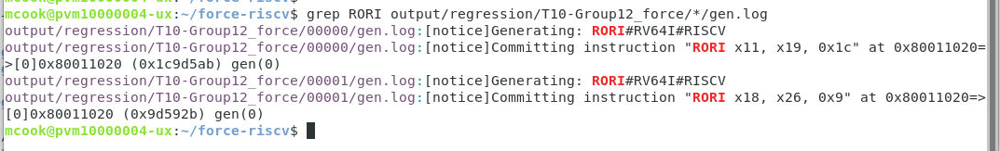 mcook@pvm10000004-ux:~/force-riscv$ grep RORI output/regression/T10-Group12_force/*/gen.log
output/regression/T10-Group12_force/00000/gen.log:[notice]Generating: RORI#RV64I#RISCV
output/regression/T10-Group12_force/00000/gen.log:[notice]Committing instruction "RORI x11, x19, 0x1c" at 0x80011020=
>[0]0x80011020 (0x1c9d5ab) gen(0)
output/regression/T10-Group12_force/00001/gen.log:[notice]Generating: RORI#RV64I#RISCV
output/regression/T10-Group12_force/00001/gen.log:[notice]Committing instruction "RORI x18, x26, 0x9" at 0x80011020=>
[0]0x80011020 (0x9d592b) gen(0)
mcook@pvm10000004-ux:~/force-riscv$